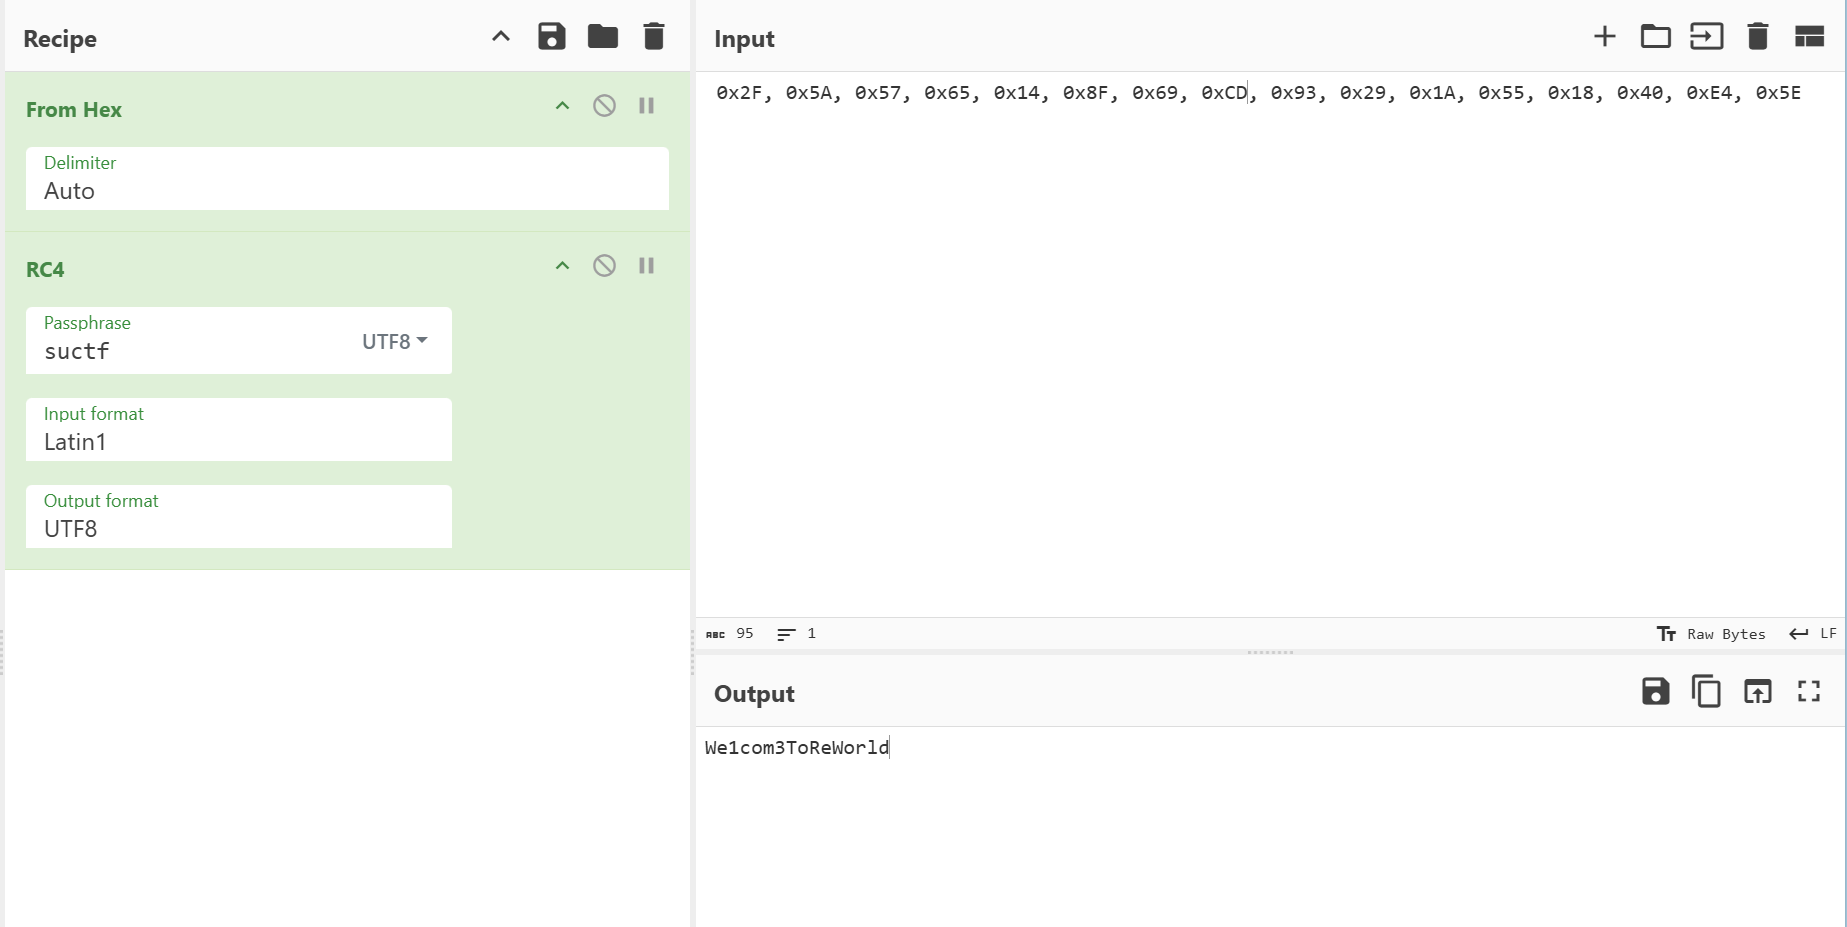 Recipe
From Hex
Delimiter
Auto
RC4
Passphrase
suctf
UTF8
Input format
Latin1
Output format
UTF8
Input
0x2F, 0x5A, 0x57, 0x65, 0x14, 0x8F, 0x69, 0xCD, 0x93, 0x29, 0x1A, 0x55, 0x18, 0x40, 0xE4, 0x5E
ABC 95 1
Tт Raw Bytes LF
Output
We1com3ToReWorld